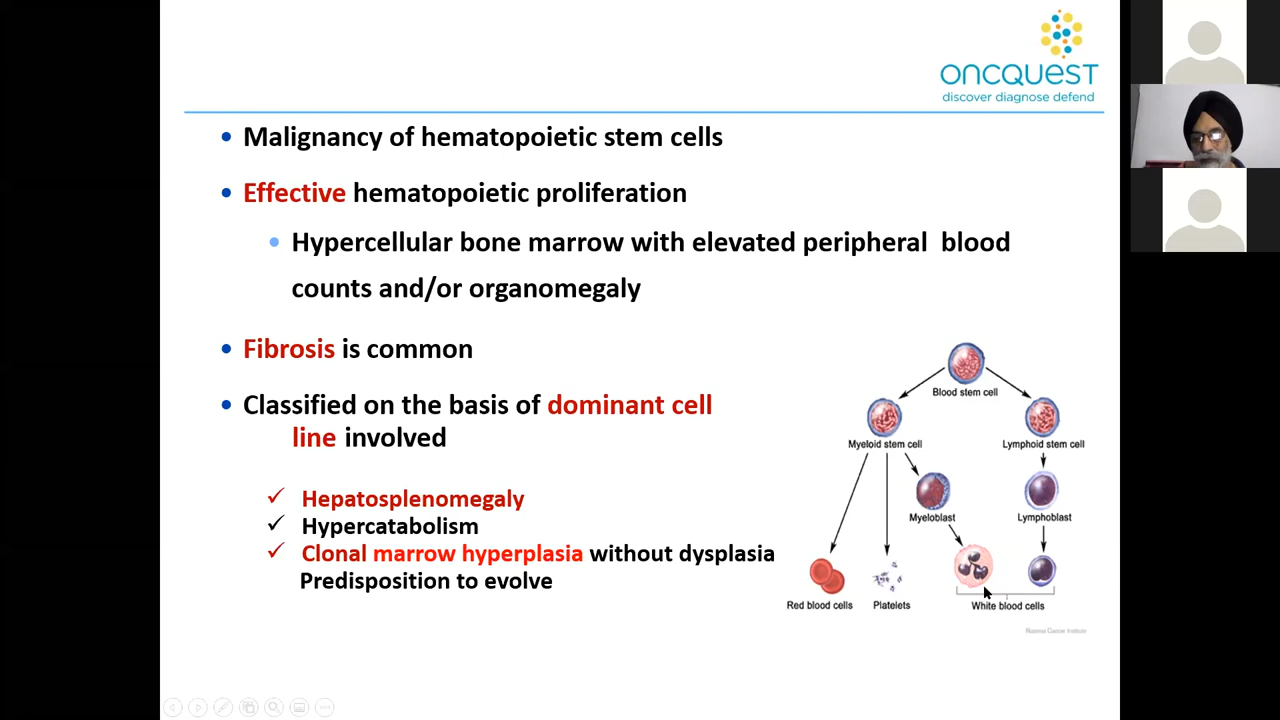 ONCQUEST
discover diagnose defend
Malignancy of hematopoietic stem cells
Effective hematopoietic proliferation
Hypercellular bone marrow with elevated peripheral blood
counts and/or organomegaly
Fibrosis is common
Classified on the basis of dominant cell
line involved
Hepatosplenomegaly
Hypercatabolism
Clonal marrow hyperplasia without dysplasia
Predisposition to evolve
Blood stem cell
Myeloid stem cell
Lymphoid stem cell
Myeloblast
Lymphoblast
Red blood cells
Platelets
White blood cells
Cancer Institute